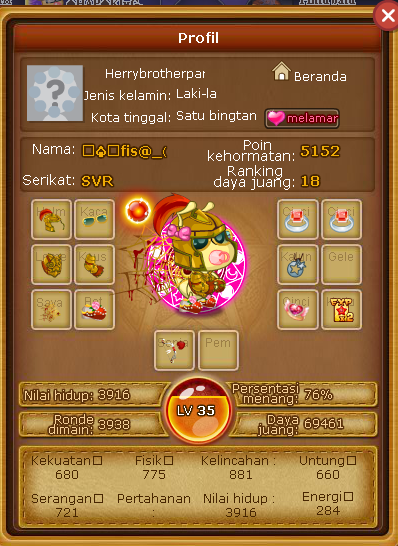 Profil
Herrybrotherpar
Beranda
Jenis kelamin: Laki-la
Kota tinggal: Satu bingtan
melamar
Nama: □♠□fis@_(
Poin kehormatan: 5152
Serikat: SVR
Ranking daya juang: 18
Kaca
Gele
Saya
Pem
Nilai hidup: 3916
Persentasi menang: 76%
LV 35
Ronde dimain: 3938
Daya juang: 69461
Kekuatan□ Fisik□ Kelincahan : Untung□
680 775 881 660
Serangan□ Pertahanan : Nilai hidup : Energi□
721 3916 284